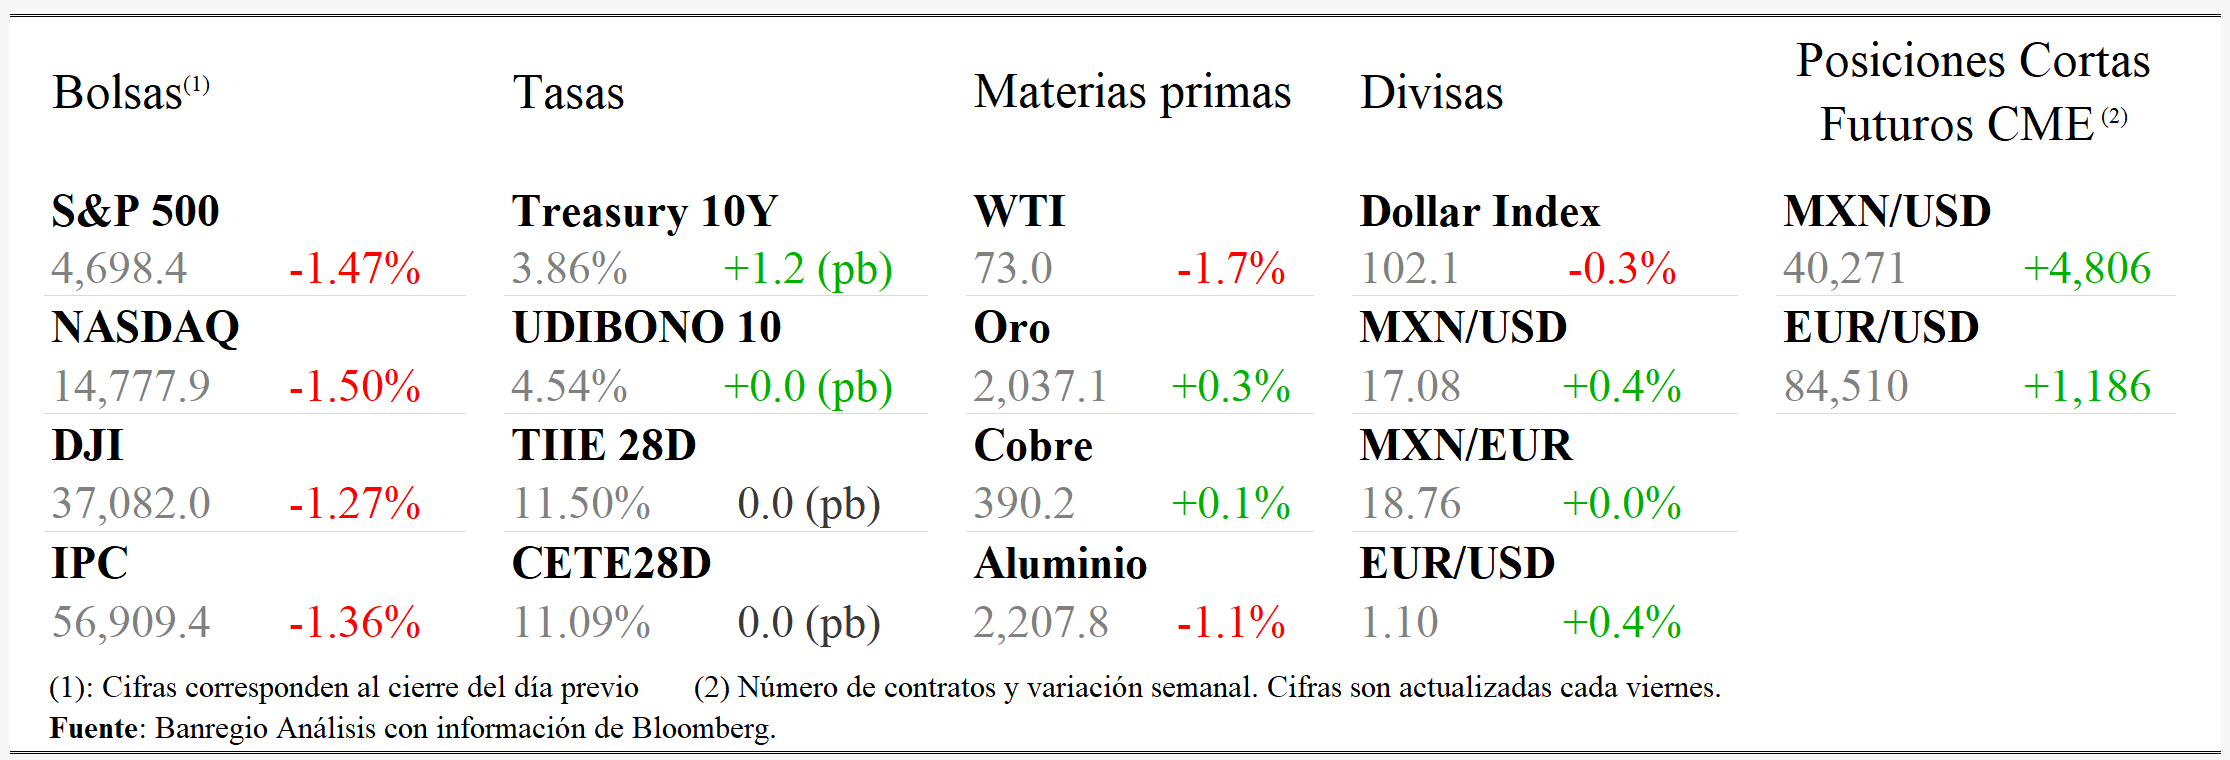 Bolsas(1) Tasas Materias primas Divisas Posiciones Cortas Futuros CME (2)
S&P 500 Treasury 10Y WTI Dollar Index MXN/USD
4,698.4 -1.47% 3.86% +1.2 (pb) 73.0 -1.7% 102.1 -0.3% 40,271 +4,806
NASDAQ UDIBONO 10 Oro MXN/USD EUR/USD
14,777.9 -1.50% 4.54% +0.0 (pb) 2,037.1 +0.3% 17.08 +0.4% 84,510 +1,186
DJI TIIE 28D Cobre MXN/EUR
37,082.0 -1.27% 11.50% 0.0 (pb) 390.2 +0.1% 18.76 +0.0%
IPC CETE28D Aluminio EUR/USD
56,909.4 -1.36% 11.09% 0.0 (pb) 2,207.8 -1.1% 1.10 +0.4%
(1): Cifras corresponden al cierre del día previo (2) Número de contratos y variación semanal. Cifras son actualizadas cada viernes.
Fuente: Banregio Análisis con información de Bloomberg.